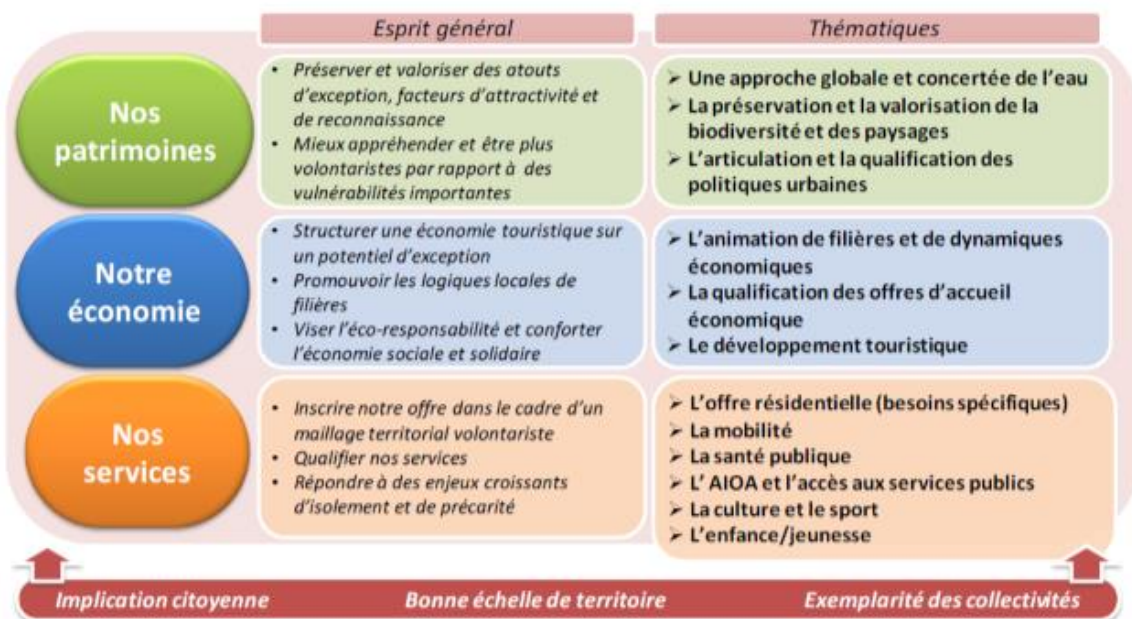 Esprit général
Thématiques
Nos
patrimoines
• Préserver et valoriser des atouts
d'exception, facteurs d'attractivité et
de reconnaissance
• Mieux appréhender et être plus
volontaristes par rapport à des
vulnérabilités importantes
➢ Une approche globale et concertée de l'eau
➢ La préservation et la valorisation de la
biodiversité et des paysages
➢ L'articulation et la qualification des
politiques urbaines
Notre
économie
• Structurer une économie touristique sur
un potentiel d'exception
• Promouvoir les logiques locales de
filières
• Viser l'éco-responsabilité et conforter
l'économie sociale et solidaire
➢ L'animation de filières et de dynamiques
économiques
➢ La qualification des offres d'accueil
économique
➢ Le développement touristique
Nos
services
• Inscrire notre offre dans le cadre d'un
maillage territorial volontariste
• Qualifier nos services
• Répondre à des enjeux croissants
d'isolement et de précarité
➢ L'offre résidentielle (besoins spécifiques)
➢ La mobilité
➢ La santé publique
➢ L' AIOA et l'accès aux services publics
➢ La culture et le sport
➢ L'enfance/jeunesse
Implication citoyenne
Bonne échelle de territoire
Exemplarité des collectivités